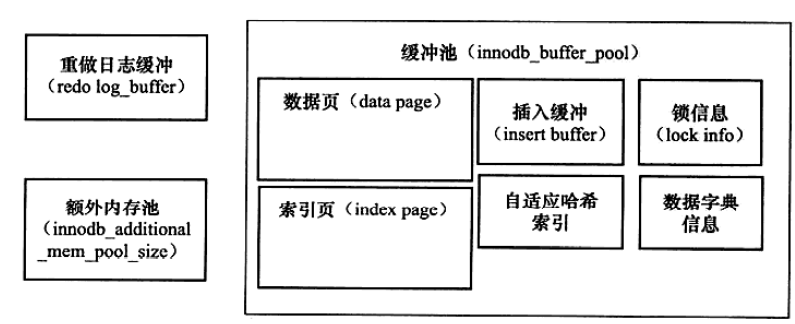 重做日志缓冲
（redo log_buffer）
额外内存池
（innodb_additional
_mem_pool_size）
缓冲池（innodb_buffer_pool）
数据页（data page）
插入缓冲
（insert buffer）
锁信息
（lock info）
索引页（index page）
自适应哈希
索引
数据字典
信息